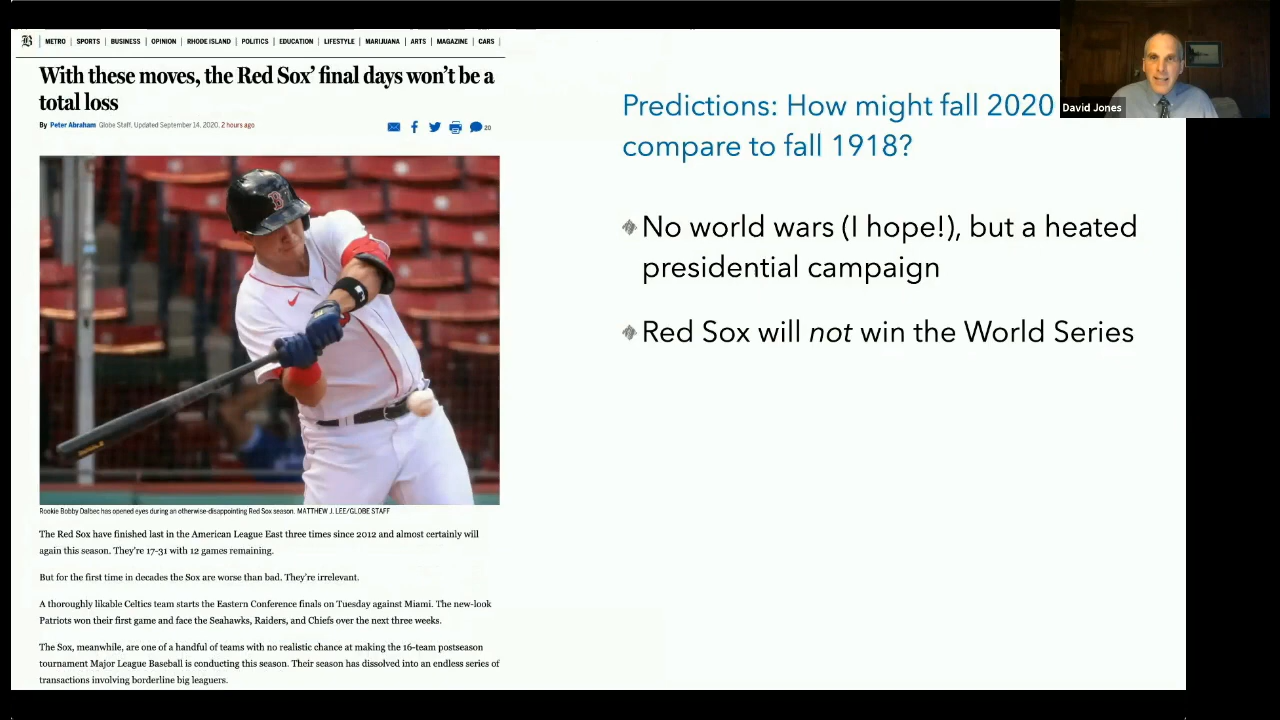 B | METRO | SPORTS | BUSINESS | OPINION | RHODE ISLAND | POLITICS | EDUCATION | LIFESTYLE | MARIJUANA | ARTS | MAGAZINE | CARS |
With these moves, the Red Sox' final days won't be a
total loss
By Peter Abraham Globe Staff, Updated September 14, 2020, 2 hours ago
20
B
Rookie Bobby Dalbec has opened eyes during an otherwise-disappointing Red Sox season. MATTHEW J. LEE/GLOBE STAFF
The Red Sox have finished last in the American League East three times since 2012 and almost certainly will
again this season. They're 17-31 with 12 games remaining.
But for the first time in decades the Sox are worse than bad. They're irrelevant.
A thoroughly likable Celtics team starts the Eastern Conference finals on Tuesday against Miami. The new-look
Patriots won their first game and face the Seahawks, Raiders, and Chiefs over the next three weeks.
The Sox, meanwhile, are one of a handful of teams with no realistic chance at making the 16-team postseason
tournament Major League Baseball is conducting this season. Their season has dissolved into an endless series of
transactions involving borderline big leaguers.
Predictions: How might fall 2020
compare to fall 1918?
No world wars (I hope!), but a heated
presidential campaign
Red Sox will not win the World Series
David Jones